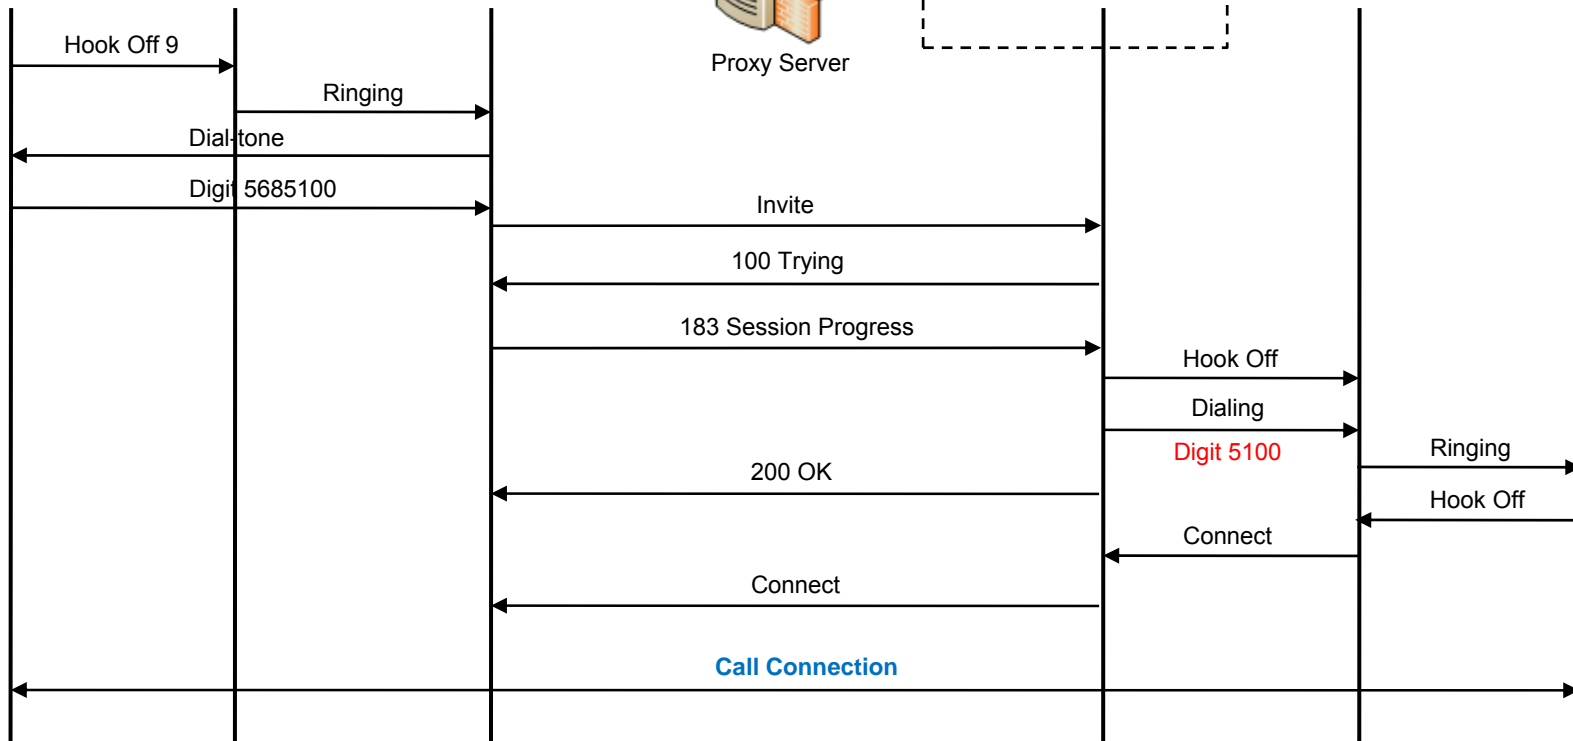 Hook Off 9
Proxy Server
Ringing
Dial-tone
Digit 5685100
Invite
100 Trying
183 Session Progress
Hook Off
Dialing
Digit 5100
Ringing
200 OK
Hook Off
Connect
Connect
Call Connection